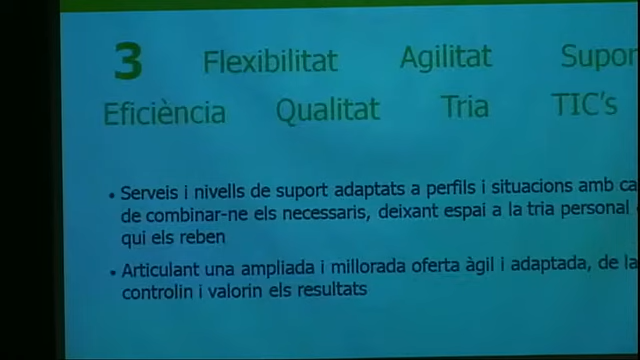 3 Flexibilitat Agilitat Supor
Eficiència Qualitat Tria TIC's
• Serveis i nivells de suport adaptats a perfils i situacions amb ca
de combinar-ne els necessaris, deixant espai a la tria personal
qui els reben
• Articulant una ampliada i millorada oferta àgil i adaptada, de la
controlin i valorin els resultats